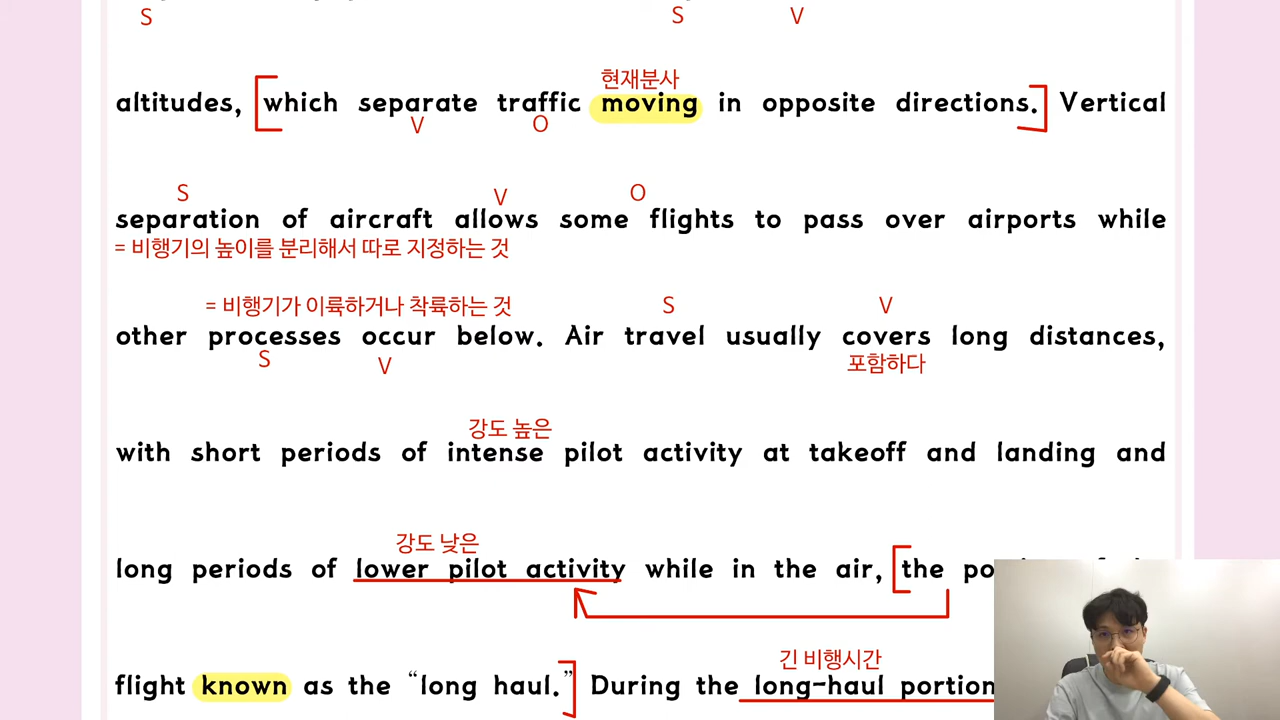 S S V
현재분사
altitudes, which separate traffic moving in opposite directions. Vertical
V O
S V O
separation of aircraft allows some flights to pass over airports while
= 비행기의 높이를 분리해서 따로 지정하는 것
= 비행기가 이륙하거나 착륙하는 것 S V
other processes occur below. Air travel usually covers long distances,
S V 포함하다
강도 높은
with short periods of intense pilot activity at takeoff and landing and
강도 낮은
long periods of lower pilot activity while in the air, the
긴 비행시간
flight known as the “long haul.” During the long-haul portion